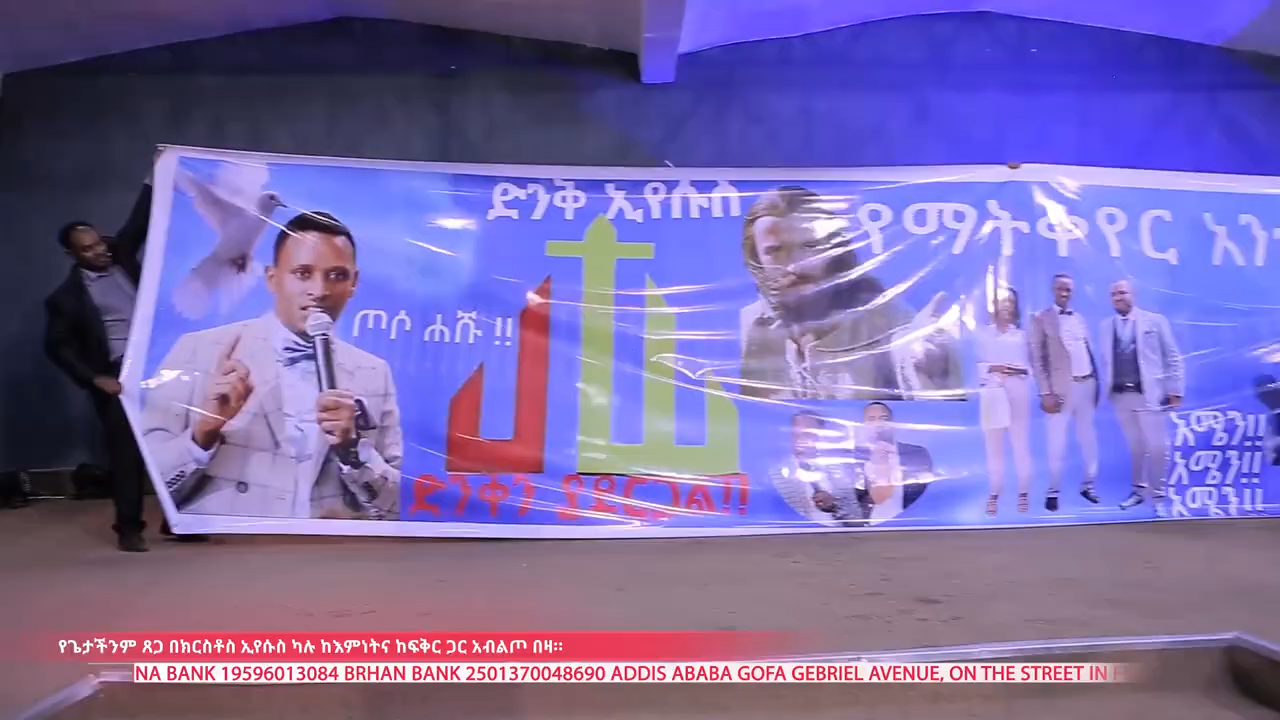 ድንቅ ኢየሱስ
የማትቀየር አን
ጦሶ ሐሹ !!
ድንቀን ያደርጋል!!
አሜን!!
አሜን!!
አሜን!!
የጌታችንም ጸጋ በክርስቶስ ኢየሱስ ካሉ ከእምነትና ከፍቅር ጋር አብልጦ በዛ።
NA BANK 19596013084 BRHAN BANK 2501370048690 ADDIS ABABA GOFA GEBRIEL AVENUE, ON THE STREET IN